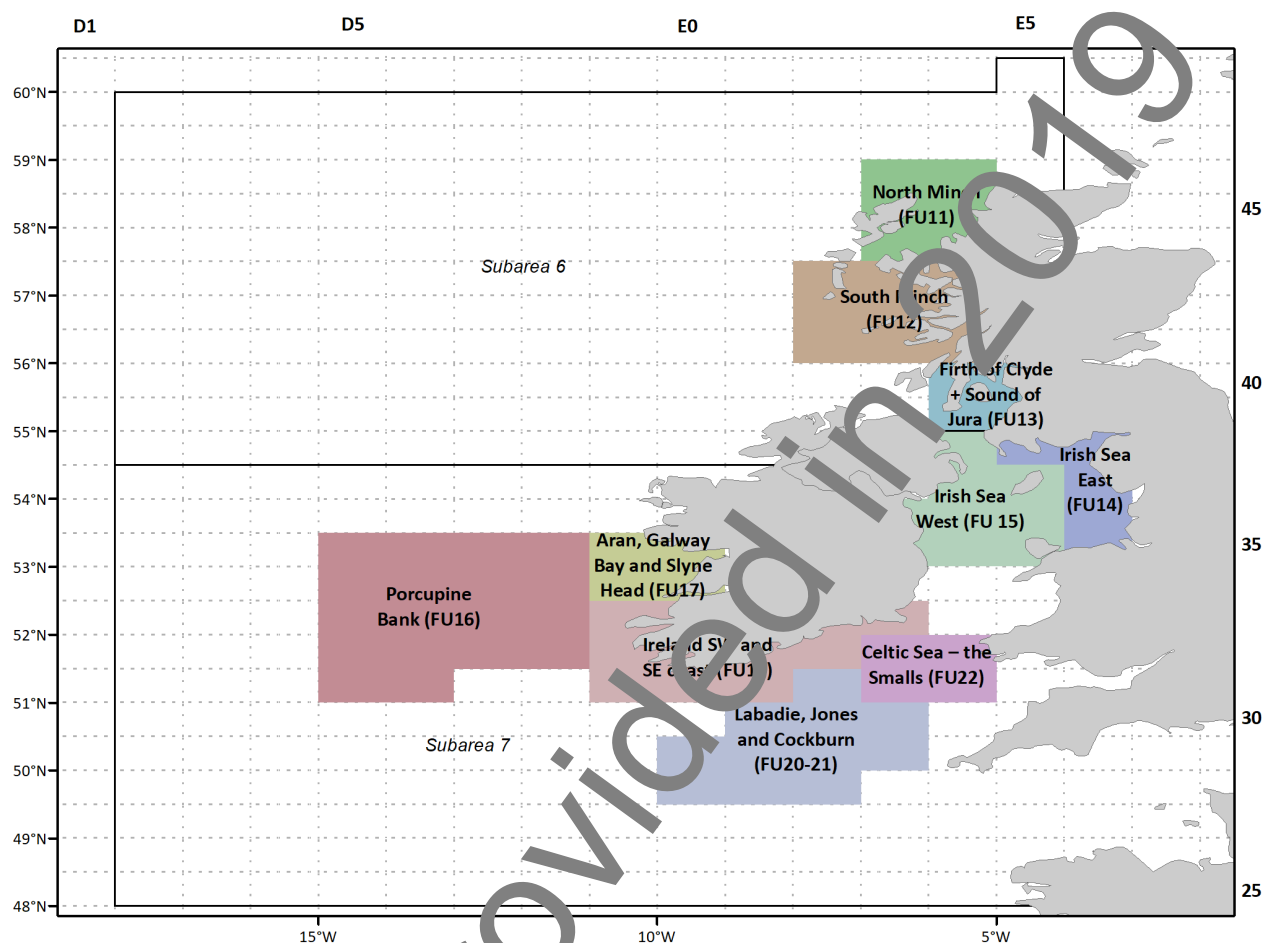 D1 D5 E0 E5
60°N
59°N
58°N
57°N
56°N
55°N
54°N
53°N
52°N
51°N
50°N
49°N
48°N
North Minch
(FU11)
Subarea 6
South Minch
(FU12)
Firth of Clyde
+ Sound of
Jura (FU13)
Irish Sea
East
(FU14)
Irish Sea
West (FU 15)
Aran, Galway
Bay and Slyne
Head (FU17)
Porcupine
Bank (FU16)
Ireland SW and
SE coast
Celtic Sea – the
Smalls (FU22)
Labadie, Jones
and Cockburn
(FU20-21)
Subarea 7
45
40
35
30
25
15°W 10°W 5°W
ovided in 2019